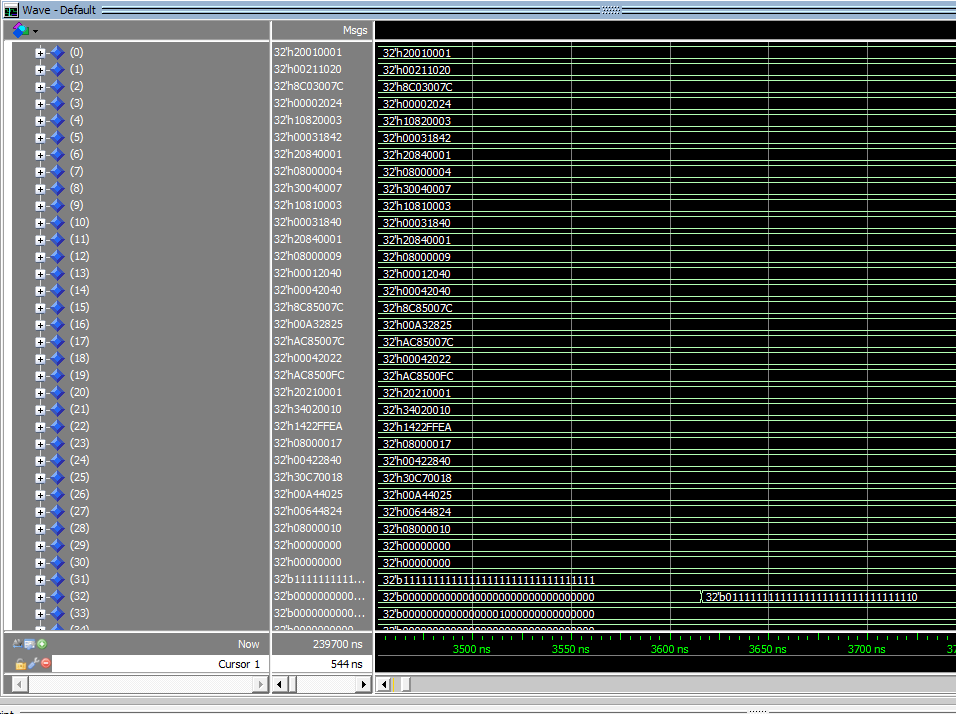 Wave - Default
Msgs
(0) 32'h20010001 32'h20010001
(1) 32'h00211020 32'h00211020
(2) 32'h8C03007C 32'h8C03007C
(3) 32'h00002024 32'h00002024
(4) 32'h10820003 32'h10820003
(5) 32'h00031842 32'h00031842
(6) 32'h20840001 32'h20840001
(7) 32'h08000004 32'h08000004
(8) 32'h30040007 32'h30040007
(9) 32'h10810003 32'h10810003
(10) 32'h00031840 32'h00031840
(11) 32'h20840001 32'h20840001
(12) 32'h08000009 32'h08000009
(13) 32'h00012040 32'h00012040
(14) 32'h00042040 32'h00042040
(15) 32'h8C85007C 32'h8C85007C
(16) 32'h00A32825 32'h00A32825
(17) 32'hAC85007C 32'hAC85007C
(18) 32'h00042022 32'h00042022
(19) 32'hAC8500FC 32'hAC8500FC
(20) 32'h20210001 32'h20210001
(21) 32'h34020010 32'h34020010
(22) 32'h1422FFEA 32'h1422FFEA
(23) 32'h08000017 32'h08000017
(24) 32'h00422840 32'h00422840
(25) 32'h30C70018 32'h30C70018
(26) 32'h00A44025 32'h00A44025
(27) 32'h00644824 32'h00644824
(28) 32'h08000010 32'h08000010
(29) 32'h00000000 32'h00000000
(30) 32'h00000000 32'h00000000
(31) 32'b1111111111... 32'b11111111111111111111111111111111
(32) 32'b0000000000... 32'b00000000000000000000000000000000 32'b01111111111111111111111111111110
(33) 32'b0000000000... 32'b00000000000000001000000000000000
Now 239700 ns 3500 ns 3550 ns 3600 ns 3650 ns 3700 ns
Cursor 1 544 ns